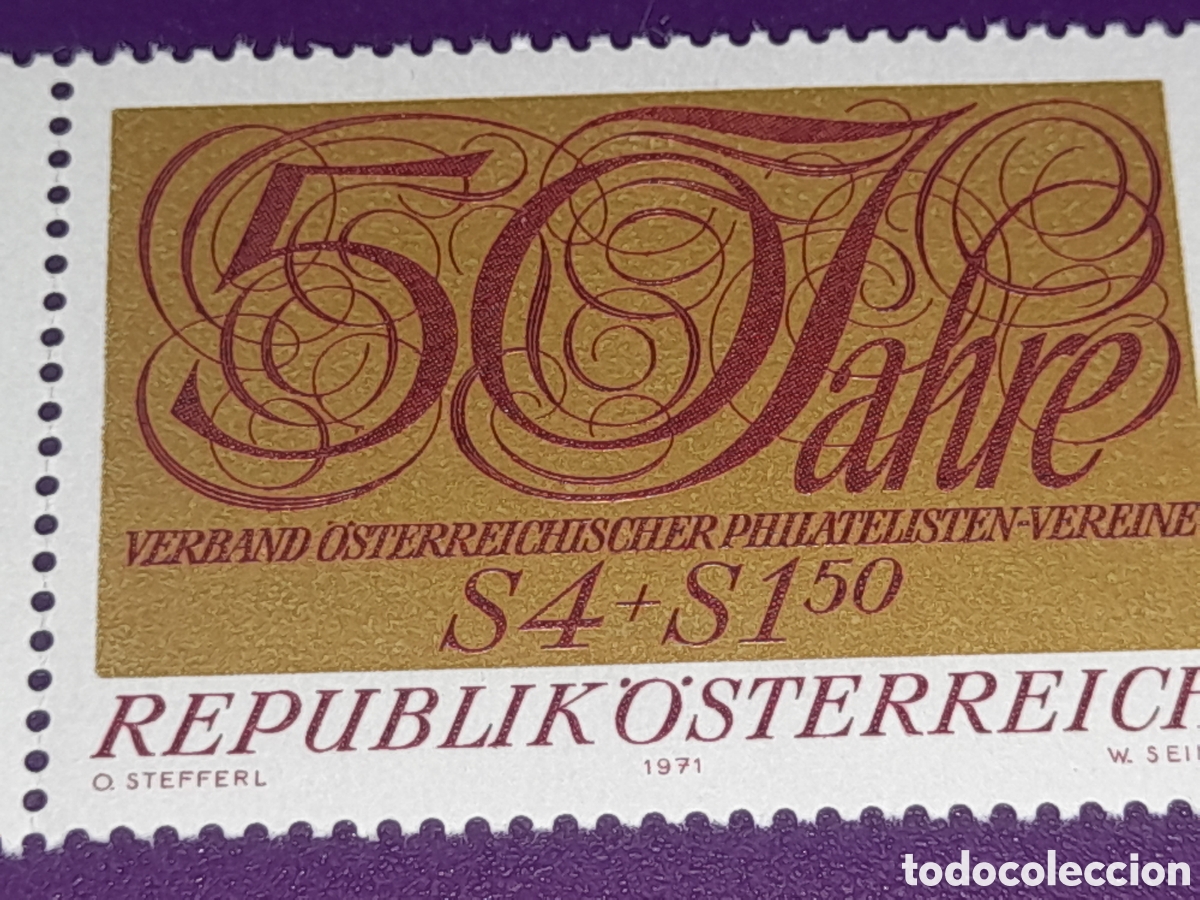 50 Jahre
VERBAND ÖSTERREICHISCHER PHILATELISTEN-VEREINE
S4+S1 50
REPUBLIK ÖSTERREICH
O. STEFFERL
1971
W.
todocoleccion